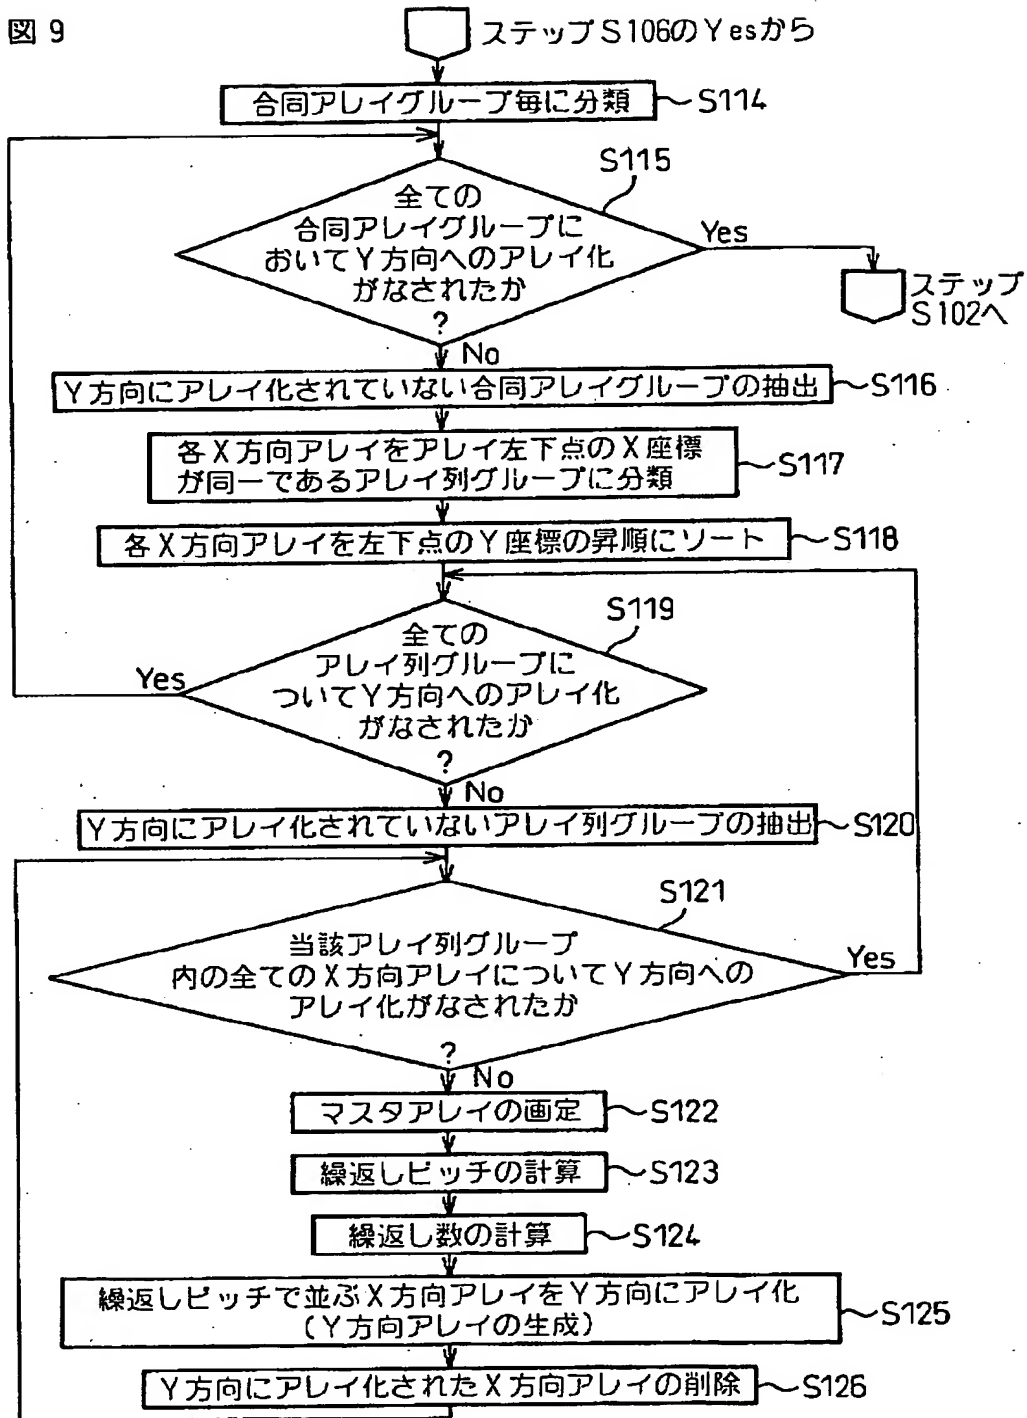 図 9
ステップS106のYesから
合同アレイグループ毎に分類
S114
S115
全ての
合同アレイグループに
おいてY方向へのアレイ化
がなされたか
?
Yes
ステップ
S102へ
No
Y方向にアレイ化されていない合同アレイグループの抽出
S116
各X方向アレイをアレイ左下点のX座標
が同一であるアレイ列グループに分類
S117
各X方向アレイを左下点のY座標の昇順にソート
S118
S119
全ての
アレイ列グループに
ついてY方向へのアレイ化
がなされたか
?
Yes
No
Y方向にアレイ化されていないアレイ列グループの抽出
S120
S121
当該アレイ列グループ
内の全てのX方向アレイについてY方向への
アレイ化がなされたか
?
Yes
No
マスタアレイの画定
S122
繰返しピッチの計算
S123
繰返し数の計算
S124
繰返しピッチで並ぶX方向アレイをY方向にアレイ化
(Y方向アレイの生成)
S125
Y方向にアレイ化されたX方向アレイの削除
S126